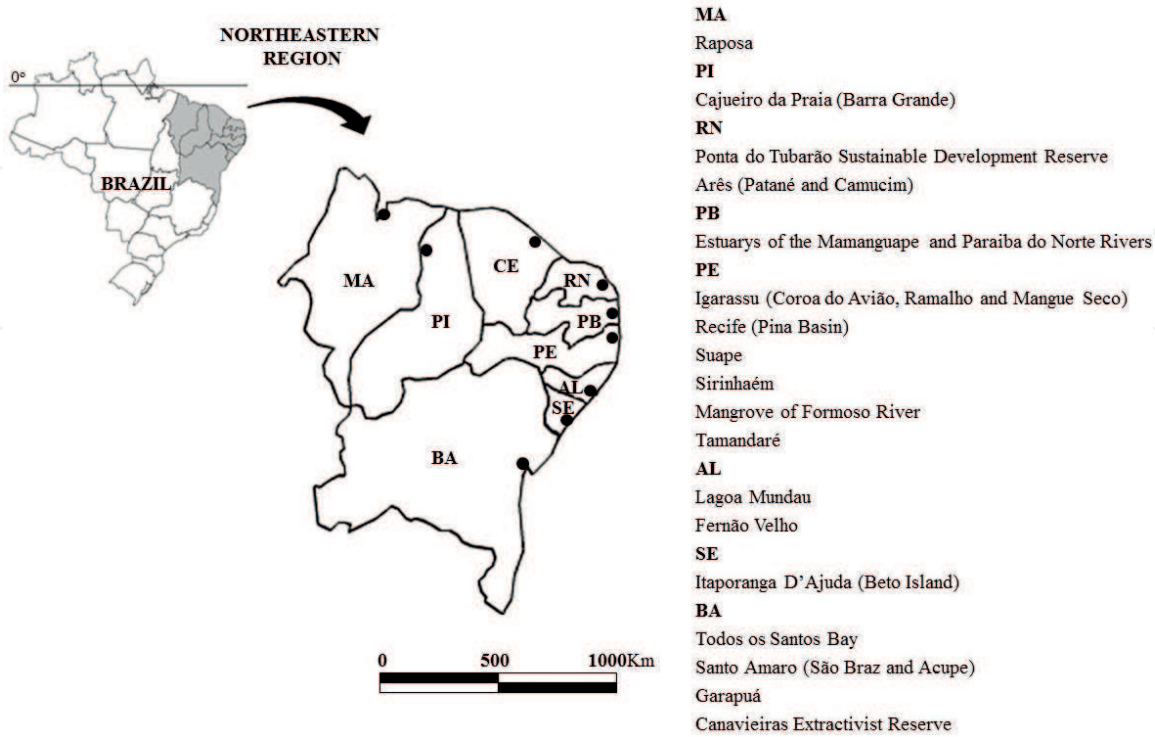 NORTHEASTERN
REGION
0°
BRAZIL
MA
PI
CE
RN
PB
PE
AL
SE
BA
0 500 1000Km
MA
Raposa
PI
Cajueiro da Praia (Barra Grande)
RN
Ponta do Tubarão Sustainable Development Reserve
Arês (Patané and Camucim)
PB
Estuarys of the Mamanguape and Paraiba do Norte Rivers
PE
Igarassu (Coroa do Avião, Ramalho and Mangue Seco)
Recife (Pina Basin)
Suape
Sirinhaém
Mangrove of Formoso River
Tamandaré
AL
Lagoa Mundau
Fernão Velho
SE
Itaporanga D'Ajuda (Beto Island)
BA
Todos os Santos Bay
Santo Amaro (São Braz and Acupe)
Garapuá
Canavieiras Extractivist Reserve